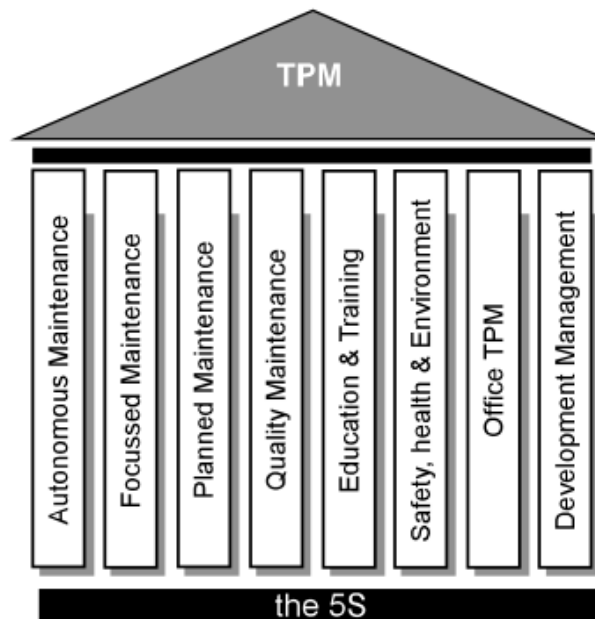 TPM
Autonomous Maintenance
Focussed Maintenance
Planned Maintenance
Quality Maintenance
Education & Training
Safety, health & Environment
Office TPM
Development Management
the 5S